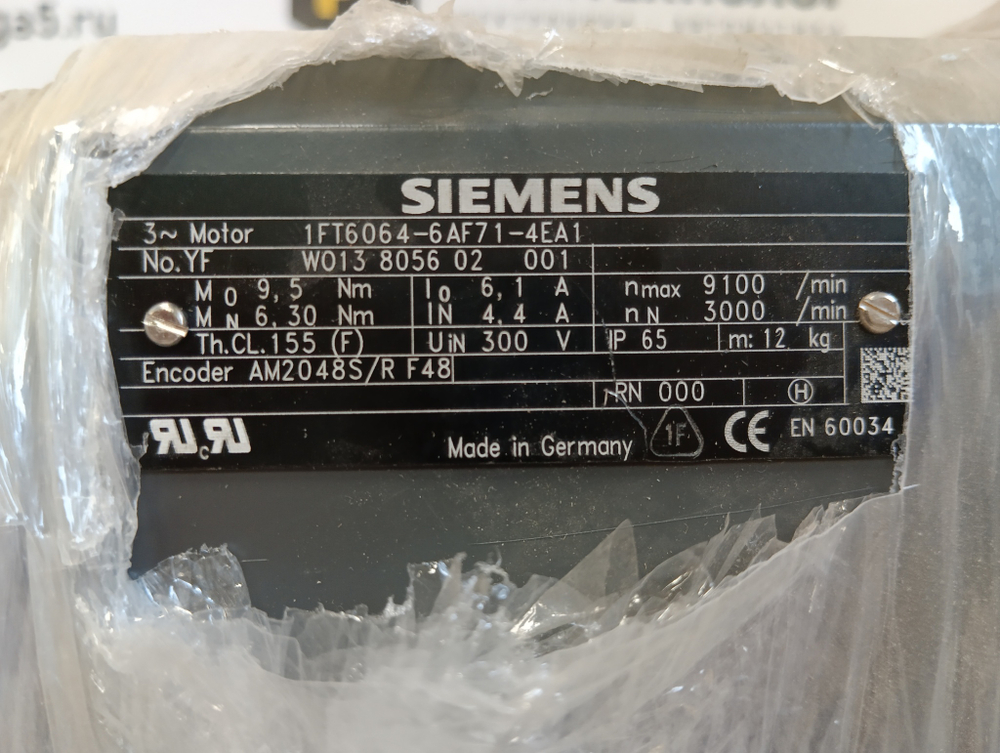 ga5.ru
SIEMENS
3~ Motor 1FT6064-6AF71-4EA1
No.YF W013 8056 02 001
M0 9,5 Nm I0 6,1 A nmax 9100 /min
MN 6,30 Nm IN 4,4 A nN 3000 /min
Th.CL.155 (F) UiN 300 V IP 65 m: 12 kg
Encoder AM2048S/R F48
RN 000 H
Made in Germany 1F CE EN 60034